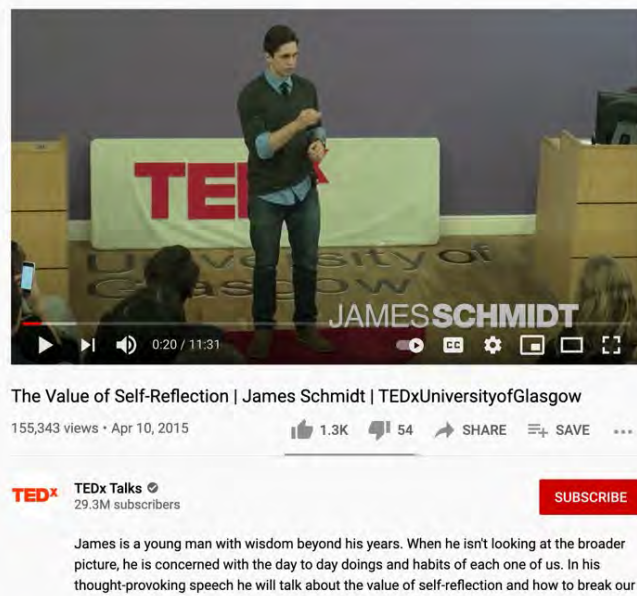 TEDx
University of
Glasgow
JAMESSCHMIDT
0:20 / 11:31
CC
The Value of Self-Reflection | James Schmidt | TEDxUniversityofGlasgow
155,343 views • Apr 10, 2015
1.3K
54
SHARE
SAVE
TEDx
TEDx Talks
29.3M subscribers
SUBSCRIBE
James is a young man with wisdom beyond his years. When he isn't looking at the broader
picture, he is concerned with the day to day doings and habits of each one of us. In his
thought-provoking speech he will talk about the value of self-reflection and how to break our